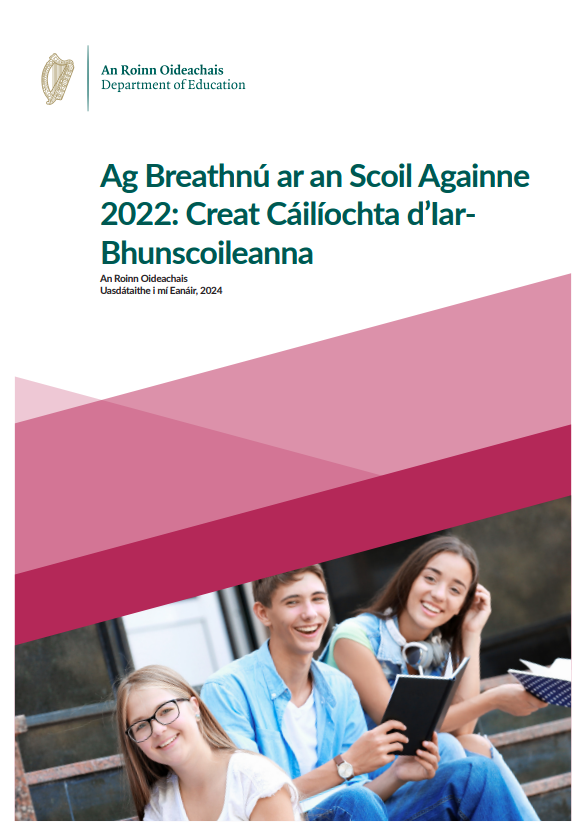 An Roinn Oideachais
Department of Education
Ag Breathnú ar an Scoil Againne
2022: Creat Cáilíochta d’Iar-
Bhunscoileanna
An Roinn Oideachais
Uasdátaithe i mí Eanáir, 2024